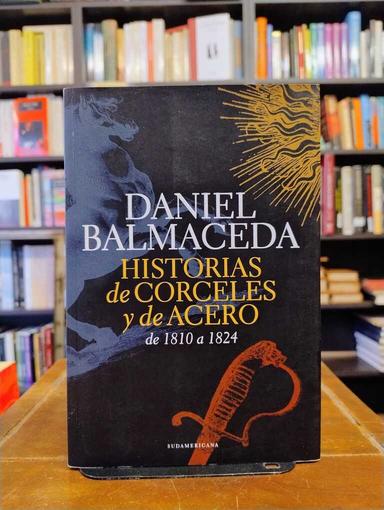 DANIEL
BALMACEDA
HISTORIAS
de CORCELES
y de ACERO
de 1810 a 1824
SUDAMERICANA